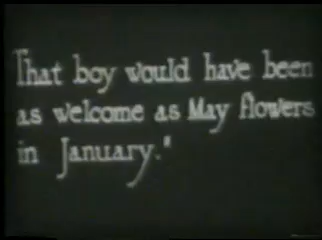 That boy would have been
as welcome as May flowers
in January."